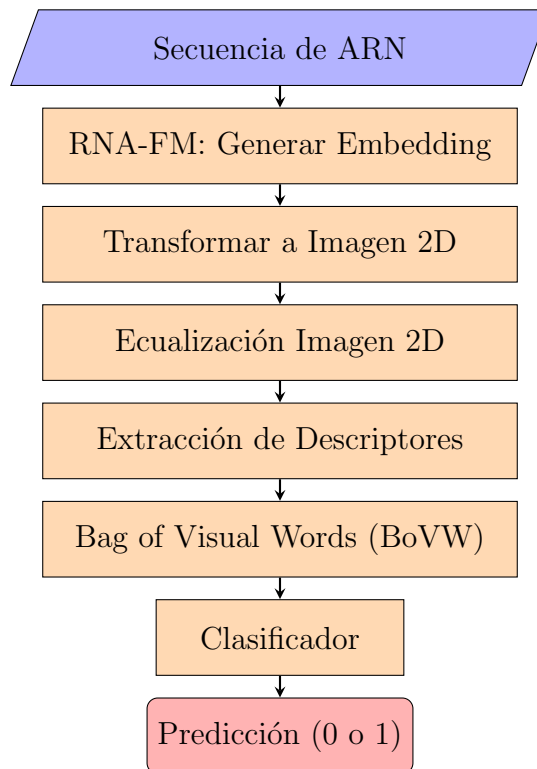 Secuencia de ARN
RNA-FM: Generar Embedding
Transformar a Imagen 2D
Ecualización Imagen 2D
Extracción de Descriptores
Bag of Visual Words (BoVW)
Clasificador
Predicción (0 o 1)